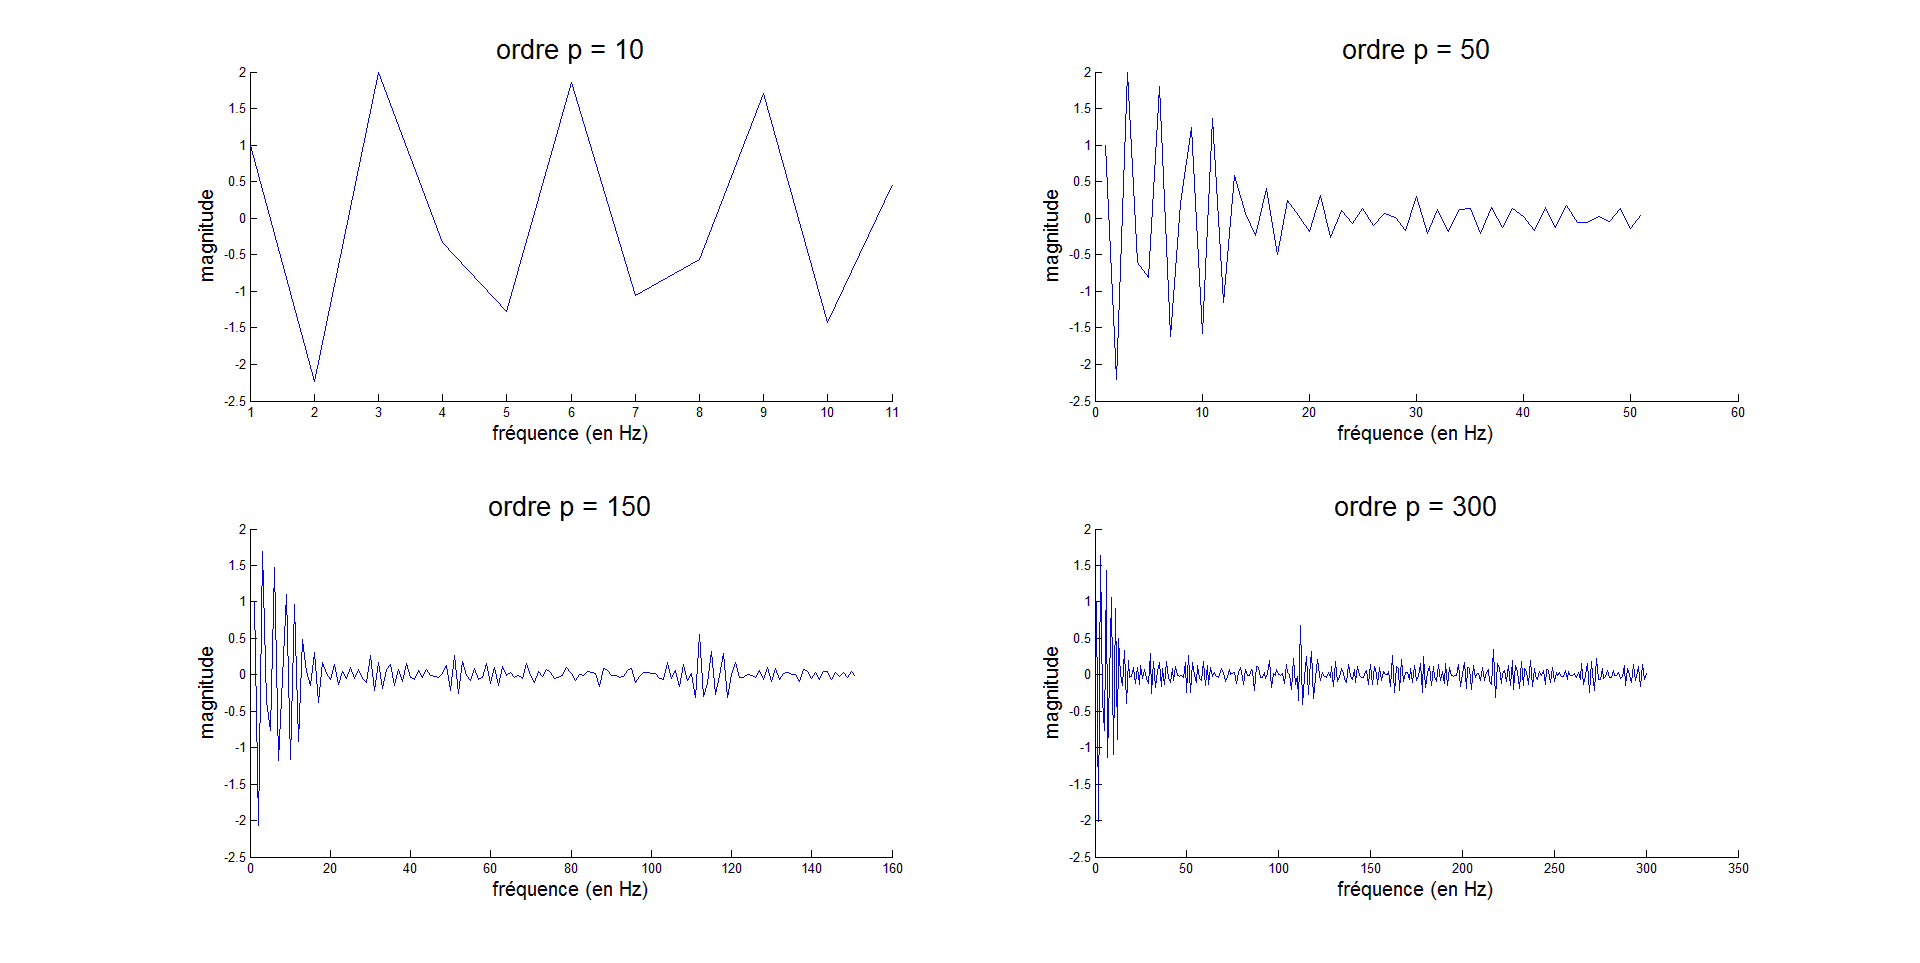 ordre p = 10
2
1.5
1
0.5
0
-0.5
-1
-1.5
-2
-2.5
magnitude
1 2 3 4 5 6 7 8 9 10 11
fréquence (en Hz)
ordre p = 50
2
1.5
1
0.5
0
-0.5
-1
-1.5
-2
-2.5
magnitude
0 10 20 30 40 50 60
fréquence (en Hz)
ordre p = 150
2
1.5
1
0.5
0
-0.5
-1
-1.5
-2
-2.5
magnitude
0 20 40 60 80 100 120 140 160
fréquence (en Hz)
ordre p = 300
2
1.5
1
0.5
0
-0.5
-1
-1.5
-2
-2.5
magnitude
0 50 100 150 200 250 300 350
fréquence (en Hz)